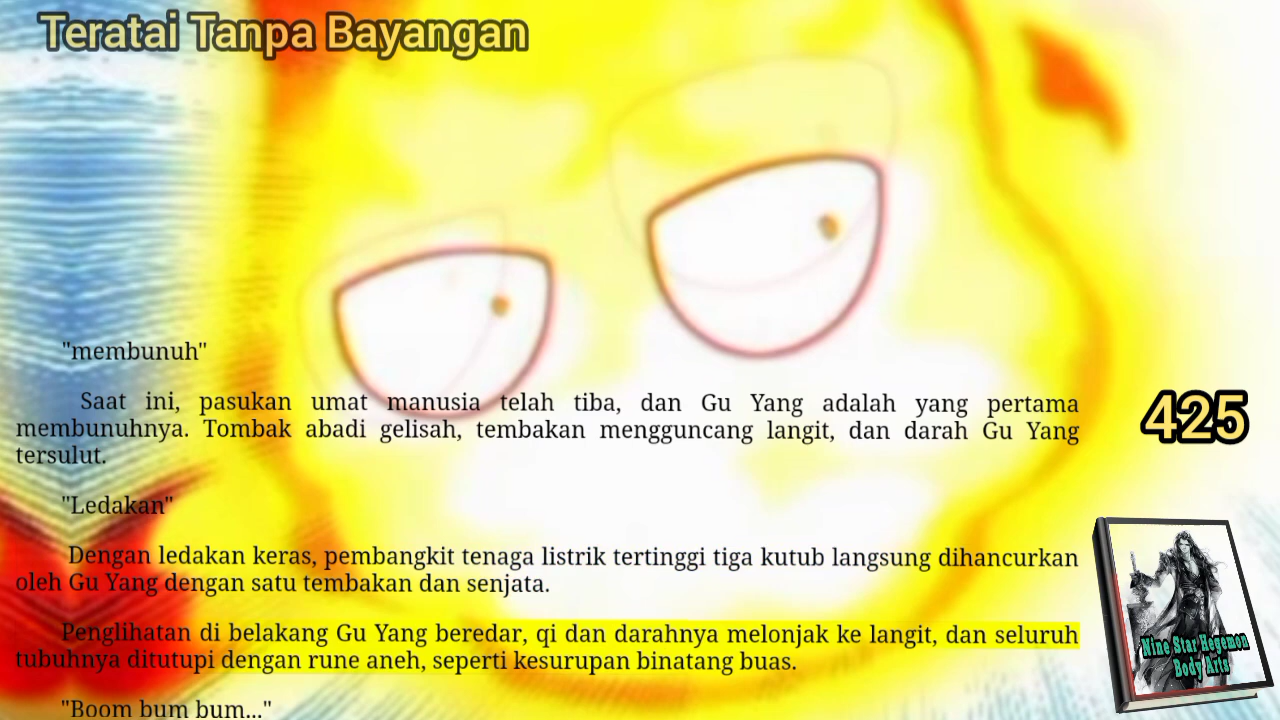 Teratai Tanpa Bayangan
"membunuh"
Saat ini, pasukan umat manusia telah tiba, dan Gu Yang adalah yang pertama
membunuhnya. Tombak abadi gelisah, tembakan mengguncang langit, dan darah Gu Yang
tersulut.
425
"Ledakan"
Dengan ledakan keras, pembangkit tenaga listrik tertinggi tiga kutub langsung dihancurkan
oleh Gu Yang dengan satu tembakan dan senjata.
Penglihatan di belakang Gu Yang beredar, qi dan darahnya melonjak ke langit, dan seluruh
tubuhnya ditutupi dengan rune aneh, seperti kesurupan binatang buas.
Nine Star Hegemon
Body Arts
"Boom bum bum..."